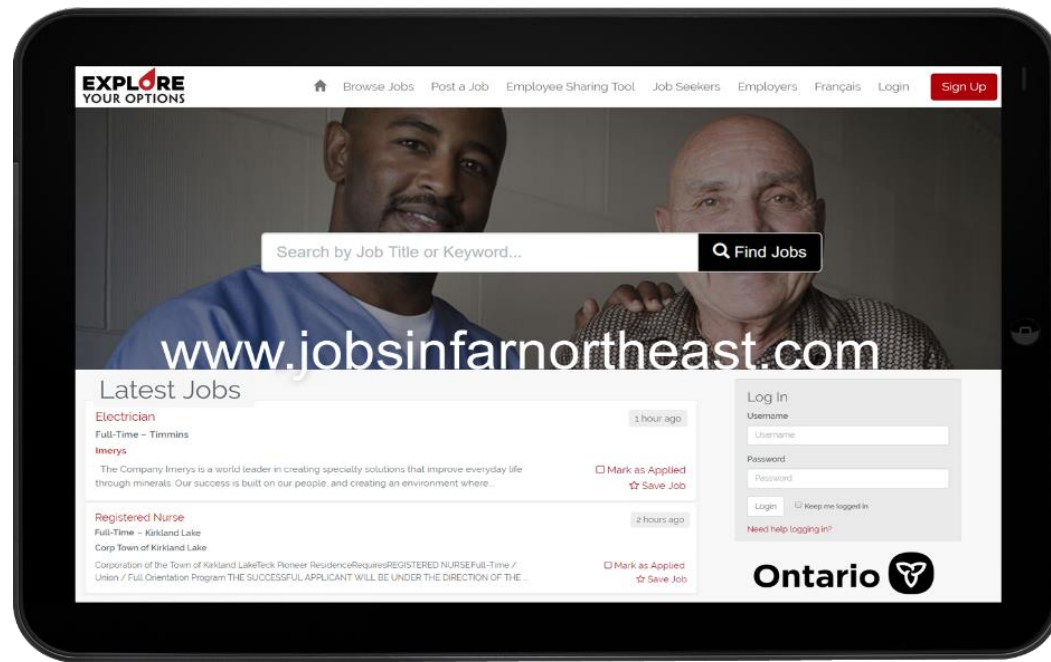 EXPLORE
YOUR OPTIONS
Browse Jobs Post a Job Employee Sharing Tool Job Seekers Employers Français Login Sign Up
Search by Job Title or Keyword... Find Jobs
www.jobsinfarnortheast.com
Latest Jobs
Electrician
1 hour ago
Full-Time – Timmins
Imerys
The Company Imerys is a world leader in creating specialty solutions that improve everyday life
through minerals. Our success is built on our people, and creating an environment where...
Mark as Applied
Save Job
Registered Nurse
2 hours ago
Full-Time – Kirkland Lake
Corp Town of Kirkland Lake
Corporation of the Town of Kirkland LakeTeck Pioneer ResidenceRequiresREGISTERED NURSEFull-Time /
Union / Full Orientation Program THE SUCCESSFUL APPLICANT WILL BE UNDER THE DIRECTION OF THE ...
Mark as Applied
Save Job
Log In
Username
Username
Password
Password
Login Keep me logged in
Need help logging in?
Ontario